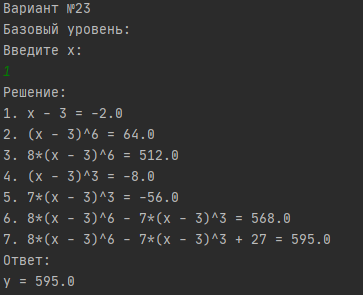 Вариант №23
Базовый уровень:
Введите x:
1
Решение:
1. x - 3 = -2.0
2. (x - 3)^6 = 64.0
3. 8*(x - 3)^6 = 512.0
4. (x - 3)^3 = -8.0
5. 7*(x - 3)^3 = -56.0
6. 8*(x - 3)^6 - 7*(x - 3)^3 = 568.0
7. 8*(x - 3)^6 - 7*(x - 3)^3 + 27 = 595.0
Ответ:
y = 595.0